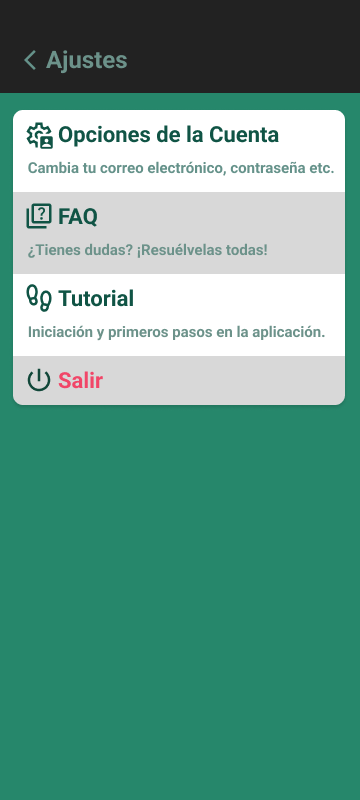 Ajustes
Opciones de la Cuenta
Cambia tu correo electrónico, contraseña etc.
FAQ
¿Tienes dudas? ¡Resuélvelas todas!
Tutorial
Iniciación y primeros pasos en la aplicación.
Salir